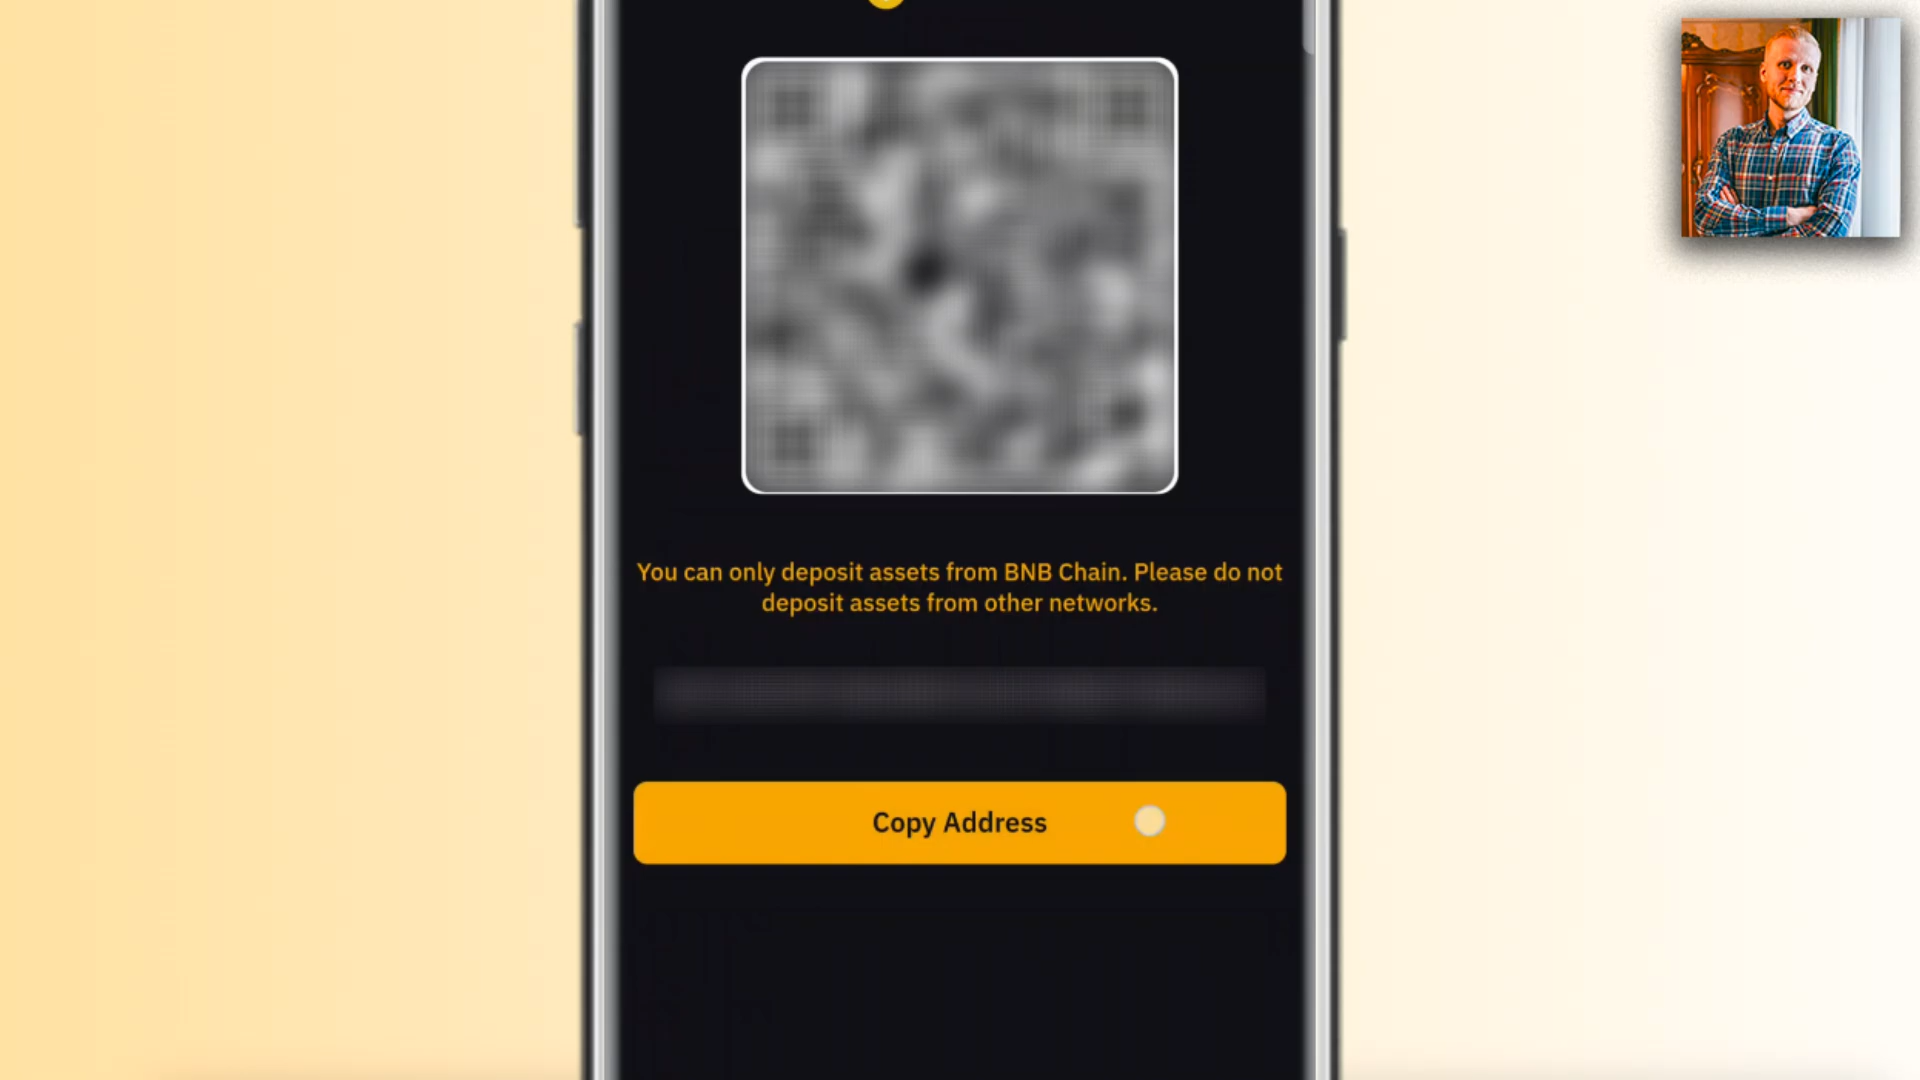 You can only deposit assets from BNB Chain. Please do not
deposit assets from other networks.
Copy Address